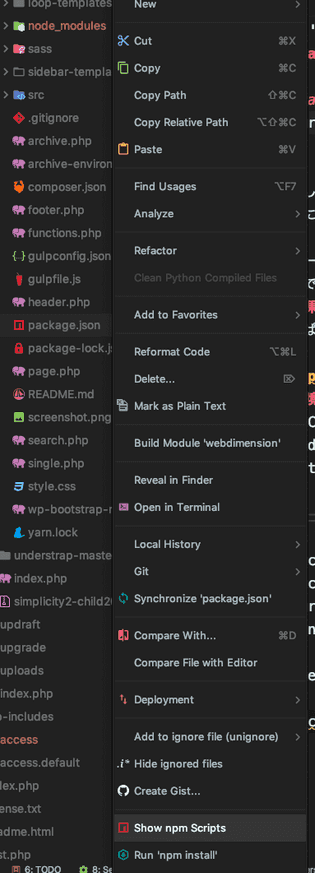 loop-templates
node_modules
sass
sidebar-templa
src
.gitignore
archive.php
archive-environ
composer.json
footer.php
functions.php
gulpconfig.json
gulpfile.js
header.php
package.json
package-lock.j
page.php
README.md
screenshot.png
search.php
single.php
style.css
wp-bootstrap-n
yarn.lock
understrap-maste
index.php
simplicity2-child20
updraft
upgrade
uploads
index.php
-includes
access
access.default
dex.php
ense.txt
adme.html
st.php
6: TODO
8: Se
New
Cut ⌘X
Copy ⌘C
Copy Path ⇧⌘C
Copy Relative Path ⌥⇧⌘C
Paste ⌘V
Find Usages ⌥F7
Analyze
Refactor
Clean Python Compiled Files
Add to Favorites
Reformat Code ⌥⌘L
Delete... ⌦
Mark as Plain Text
Build Module 'webdimension'
Reveal in Finder
Open in Terminal
Local History
Git
Synchronize 'package.json'
Compare With... ⌘D
Compare File with Editor
Deployment
Add to ignore file (unignore)
.i* Hide ignored files
Create Gist...
Show npm Scripts
Run 'npm install'